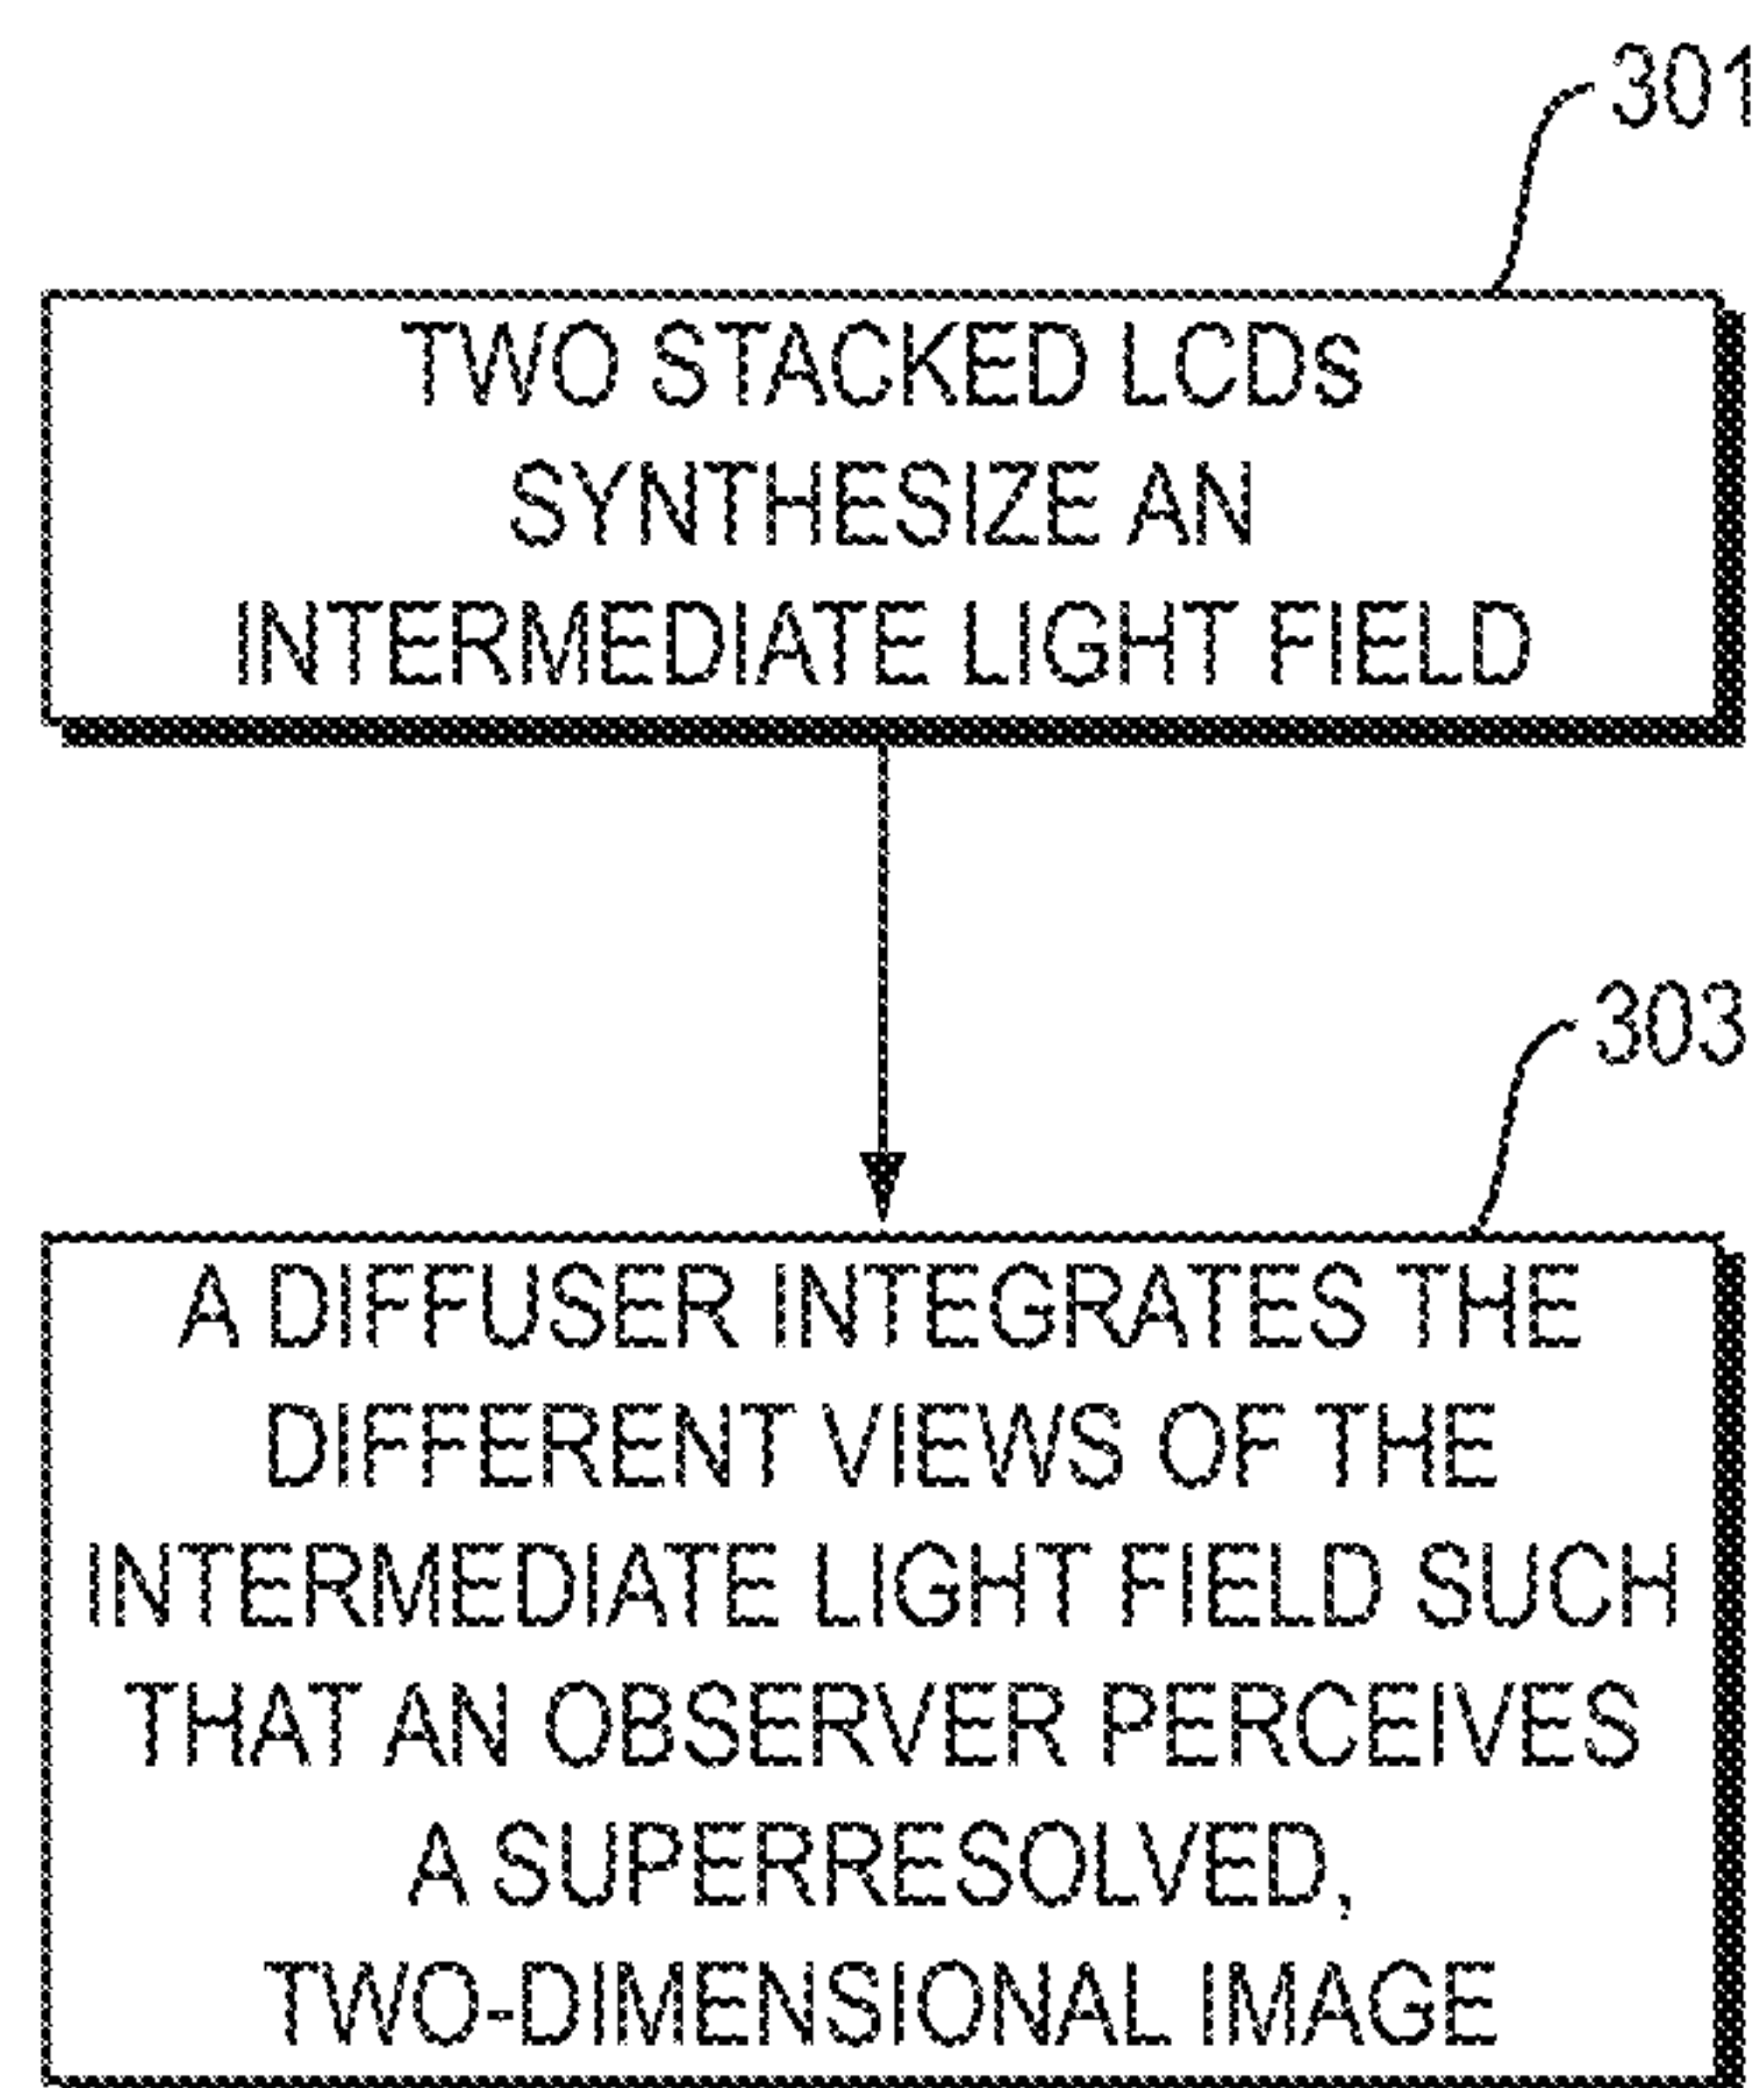 301
TWO STACKED LCDs
SYNTHESIZE AN
INTERMEDIATE LIGHT FIELD
303
A DIFFUSER INTEGRATES THE
DIFFERENT VIEWS OF THE
INTERMEDIATE LIGHT FIELD SUCH
THAT AN OBSERVER PERCEIVES
A SUPERRESOLVED,
TWO-DIMENSIONAL IMAGE